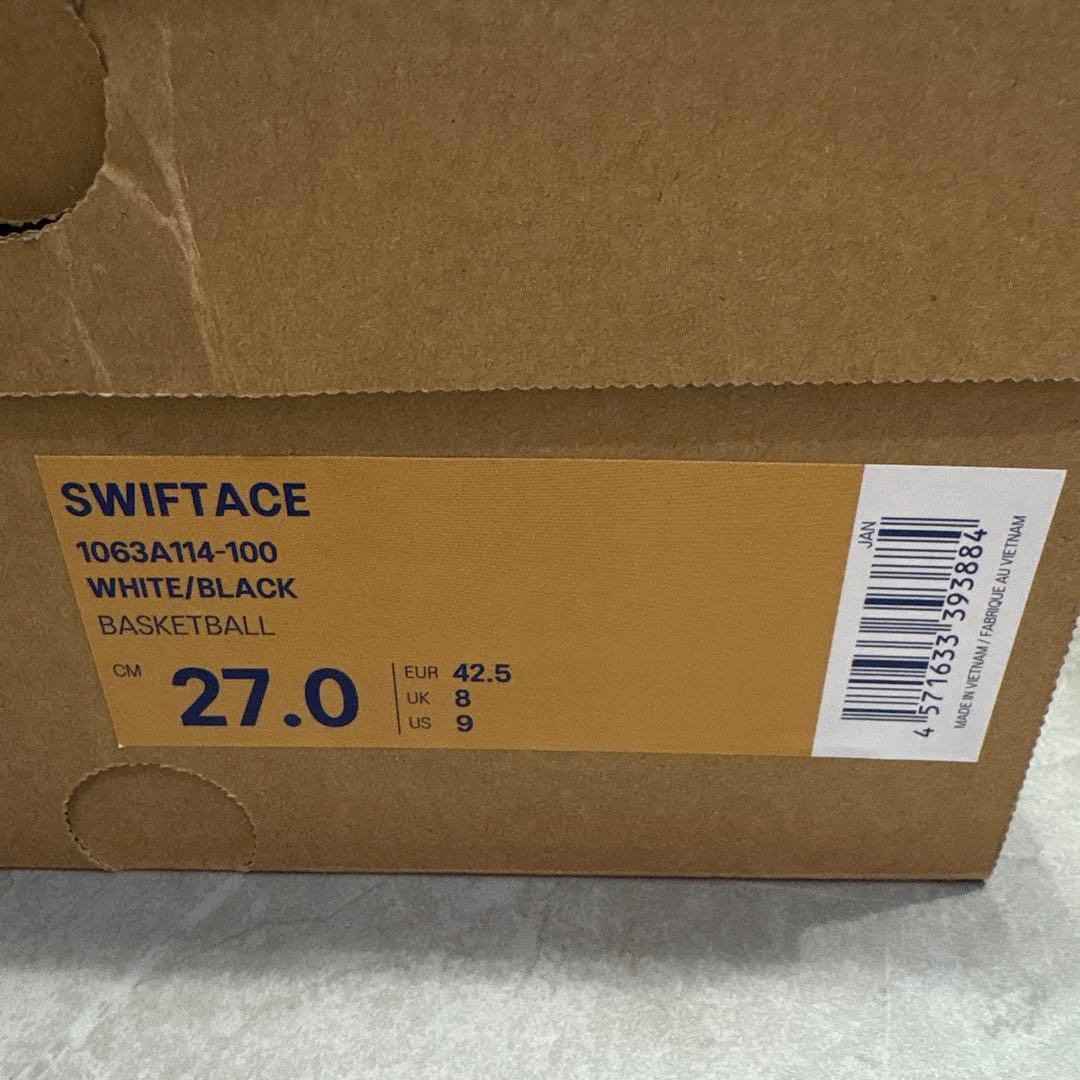 SWIFTACE
1063A114-100
WHITE/BLACK
BASKETBALL
CM 27.0
EUR 42.5
UK 8
US 9
JAN
4 571633 393884
MADE IN VIETNAM / FABRIQUE AU VIETNAM